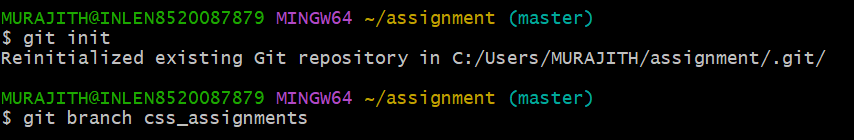 MURAJITH@INLEN8520087879 MINGW64 ~/assignment (master)
$ git init
Reinitialized existing Git repository in C:/Users/MURAJITH/assignment/.git/
MURAJITH@INLEN8520087879 MINGW64 ~/assignment (master)
$ git branch css_assignments